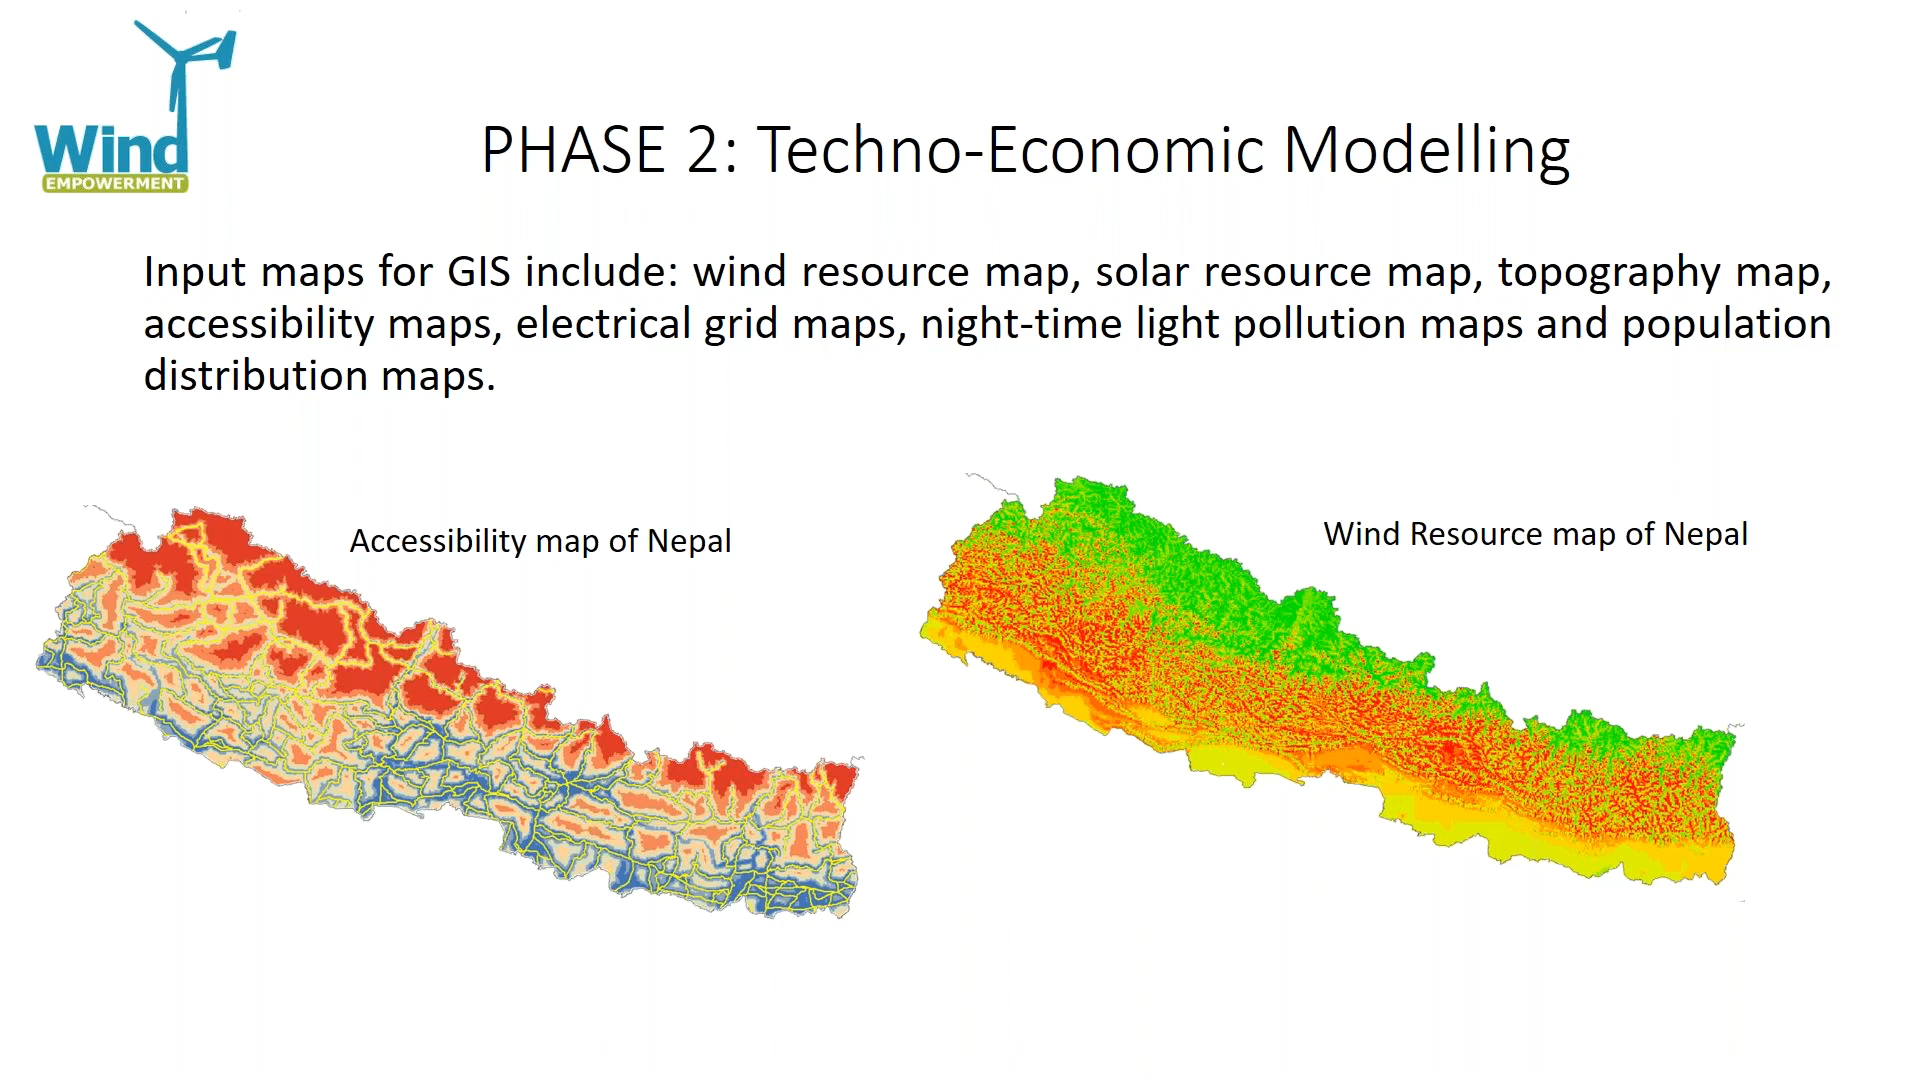 Wind
EMPOWERMENT
PHASE 2: Techno-Economic Modelling
Input maps for GIS include: wind resource map, solar resource map, topography map,
accessibility maps, electrical grid maps, night-time light pollution maps and population
distribution maps.
Accessibility map of Nepal
Wind Resource map of Nepal